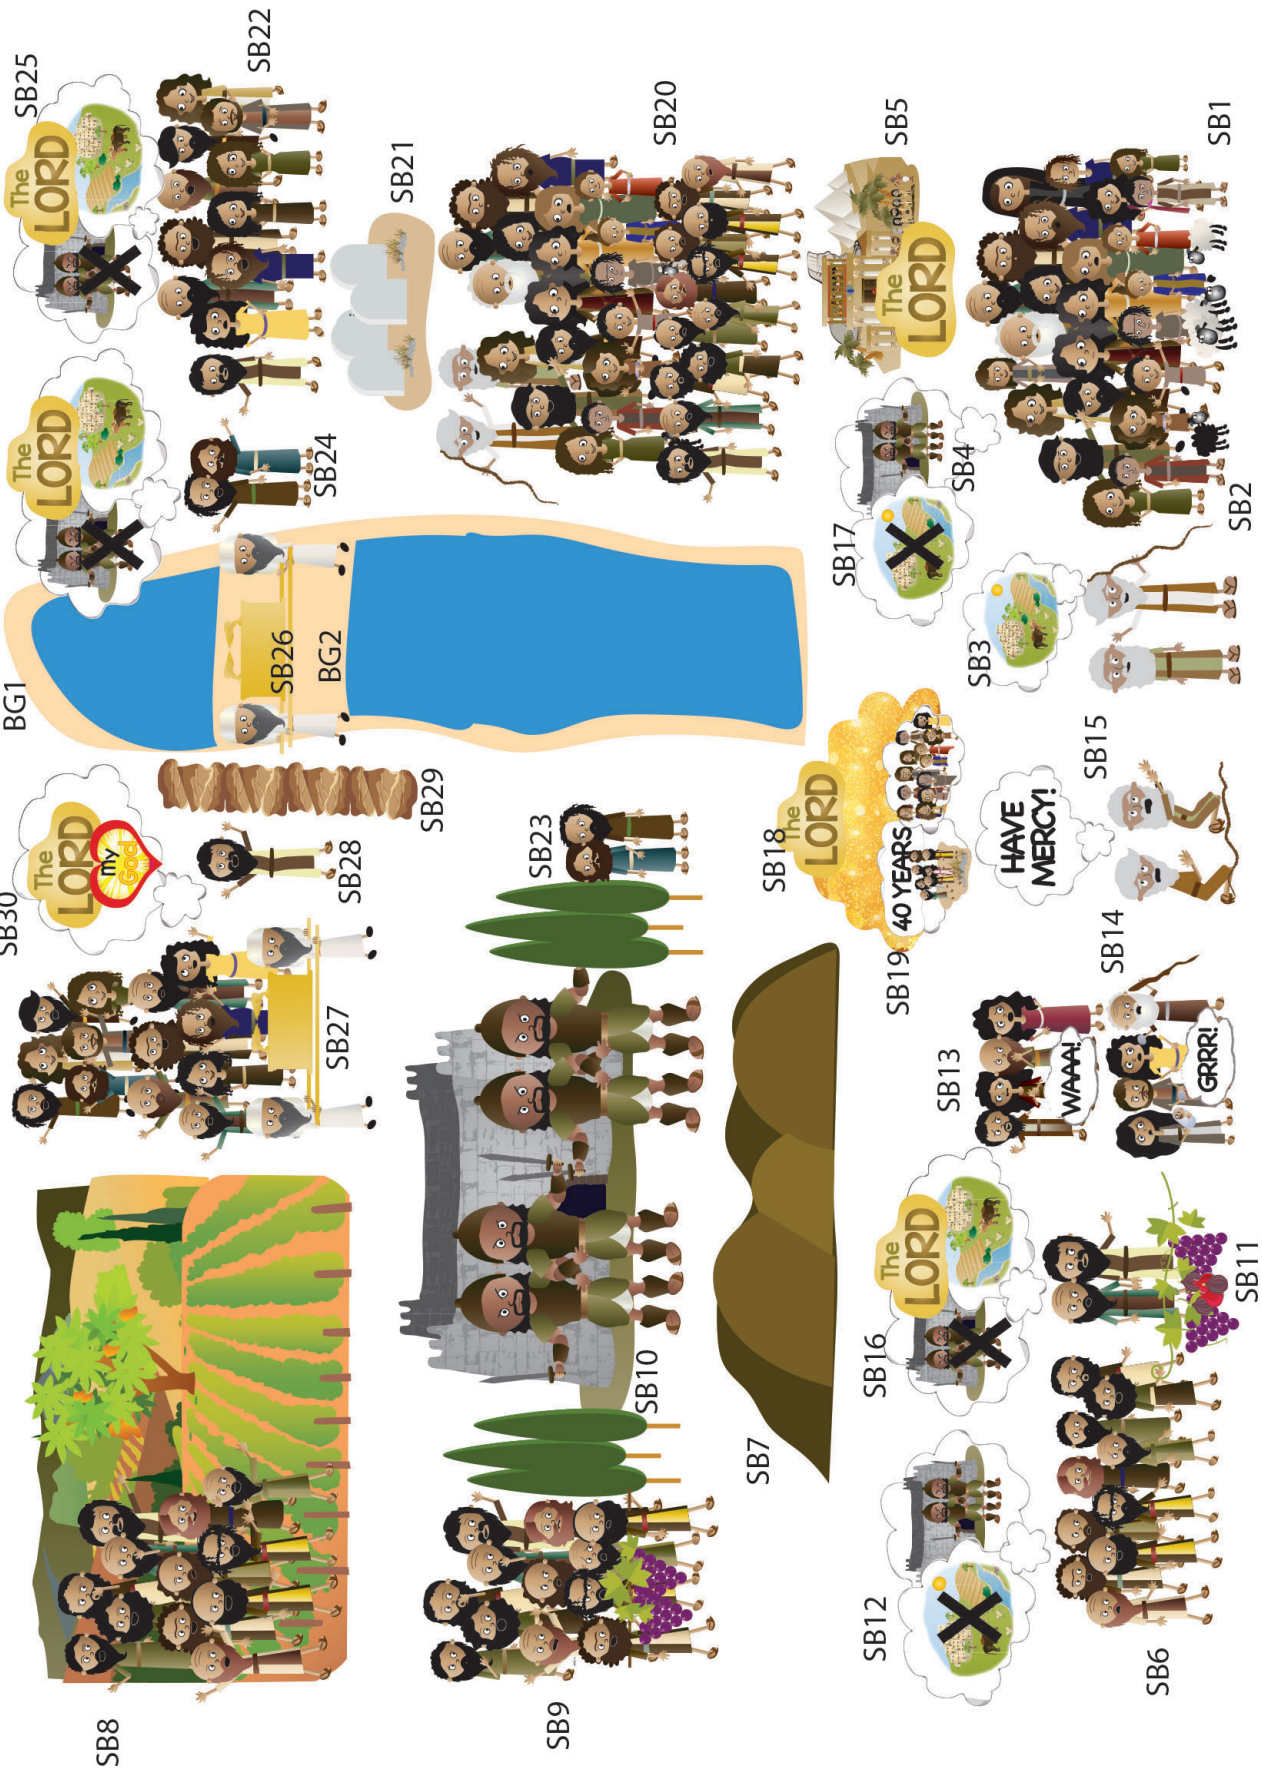 SB25
The
LORD
SB22
The
LORD
SB24
SB21
SB20
SB5
The
LORD
SB1
SB4
SB17
SB2
SB3
BG1
SB26
BG2
SB30
The
LORD
my
God
SB29
SB28
SB27
SB23
SB18
The
LORD
40 YEARS
SB19
SB15
HAVE
MERCY!
SB14
SB13
WAAA!
GRRR!
SB10
SB7
SB16
The
LORD
SB11
SB12
SB6
SB8
SB9